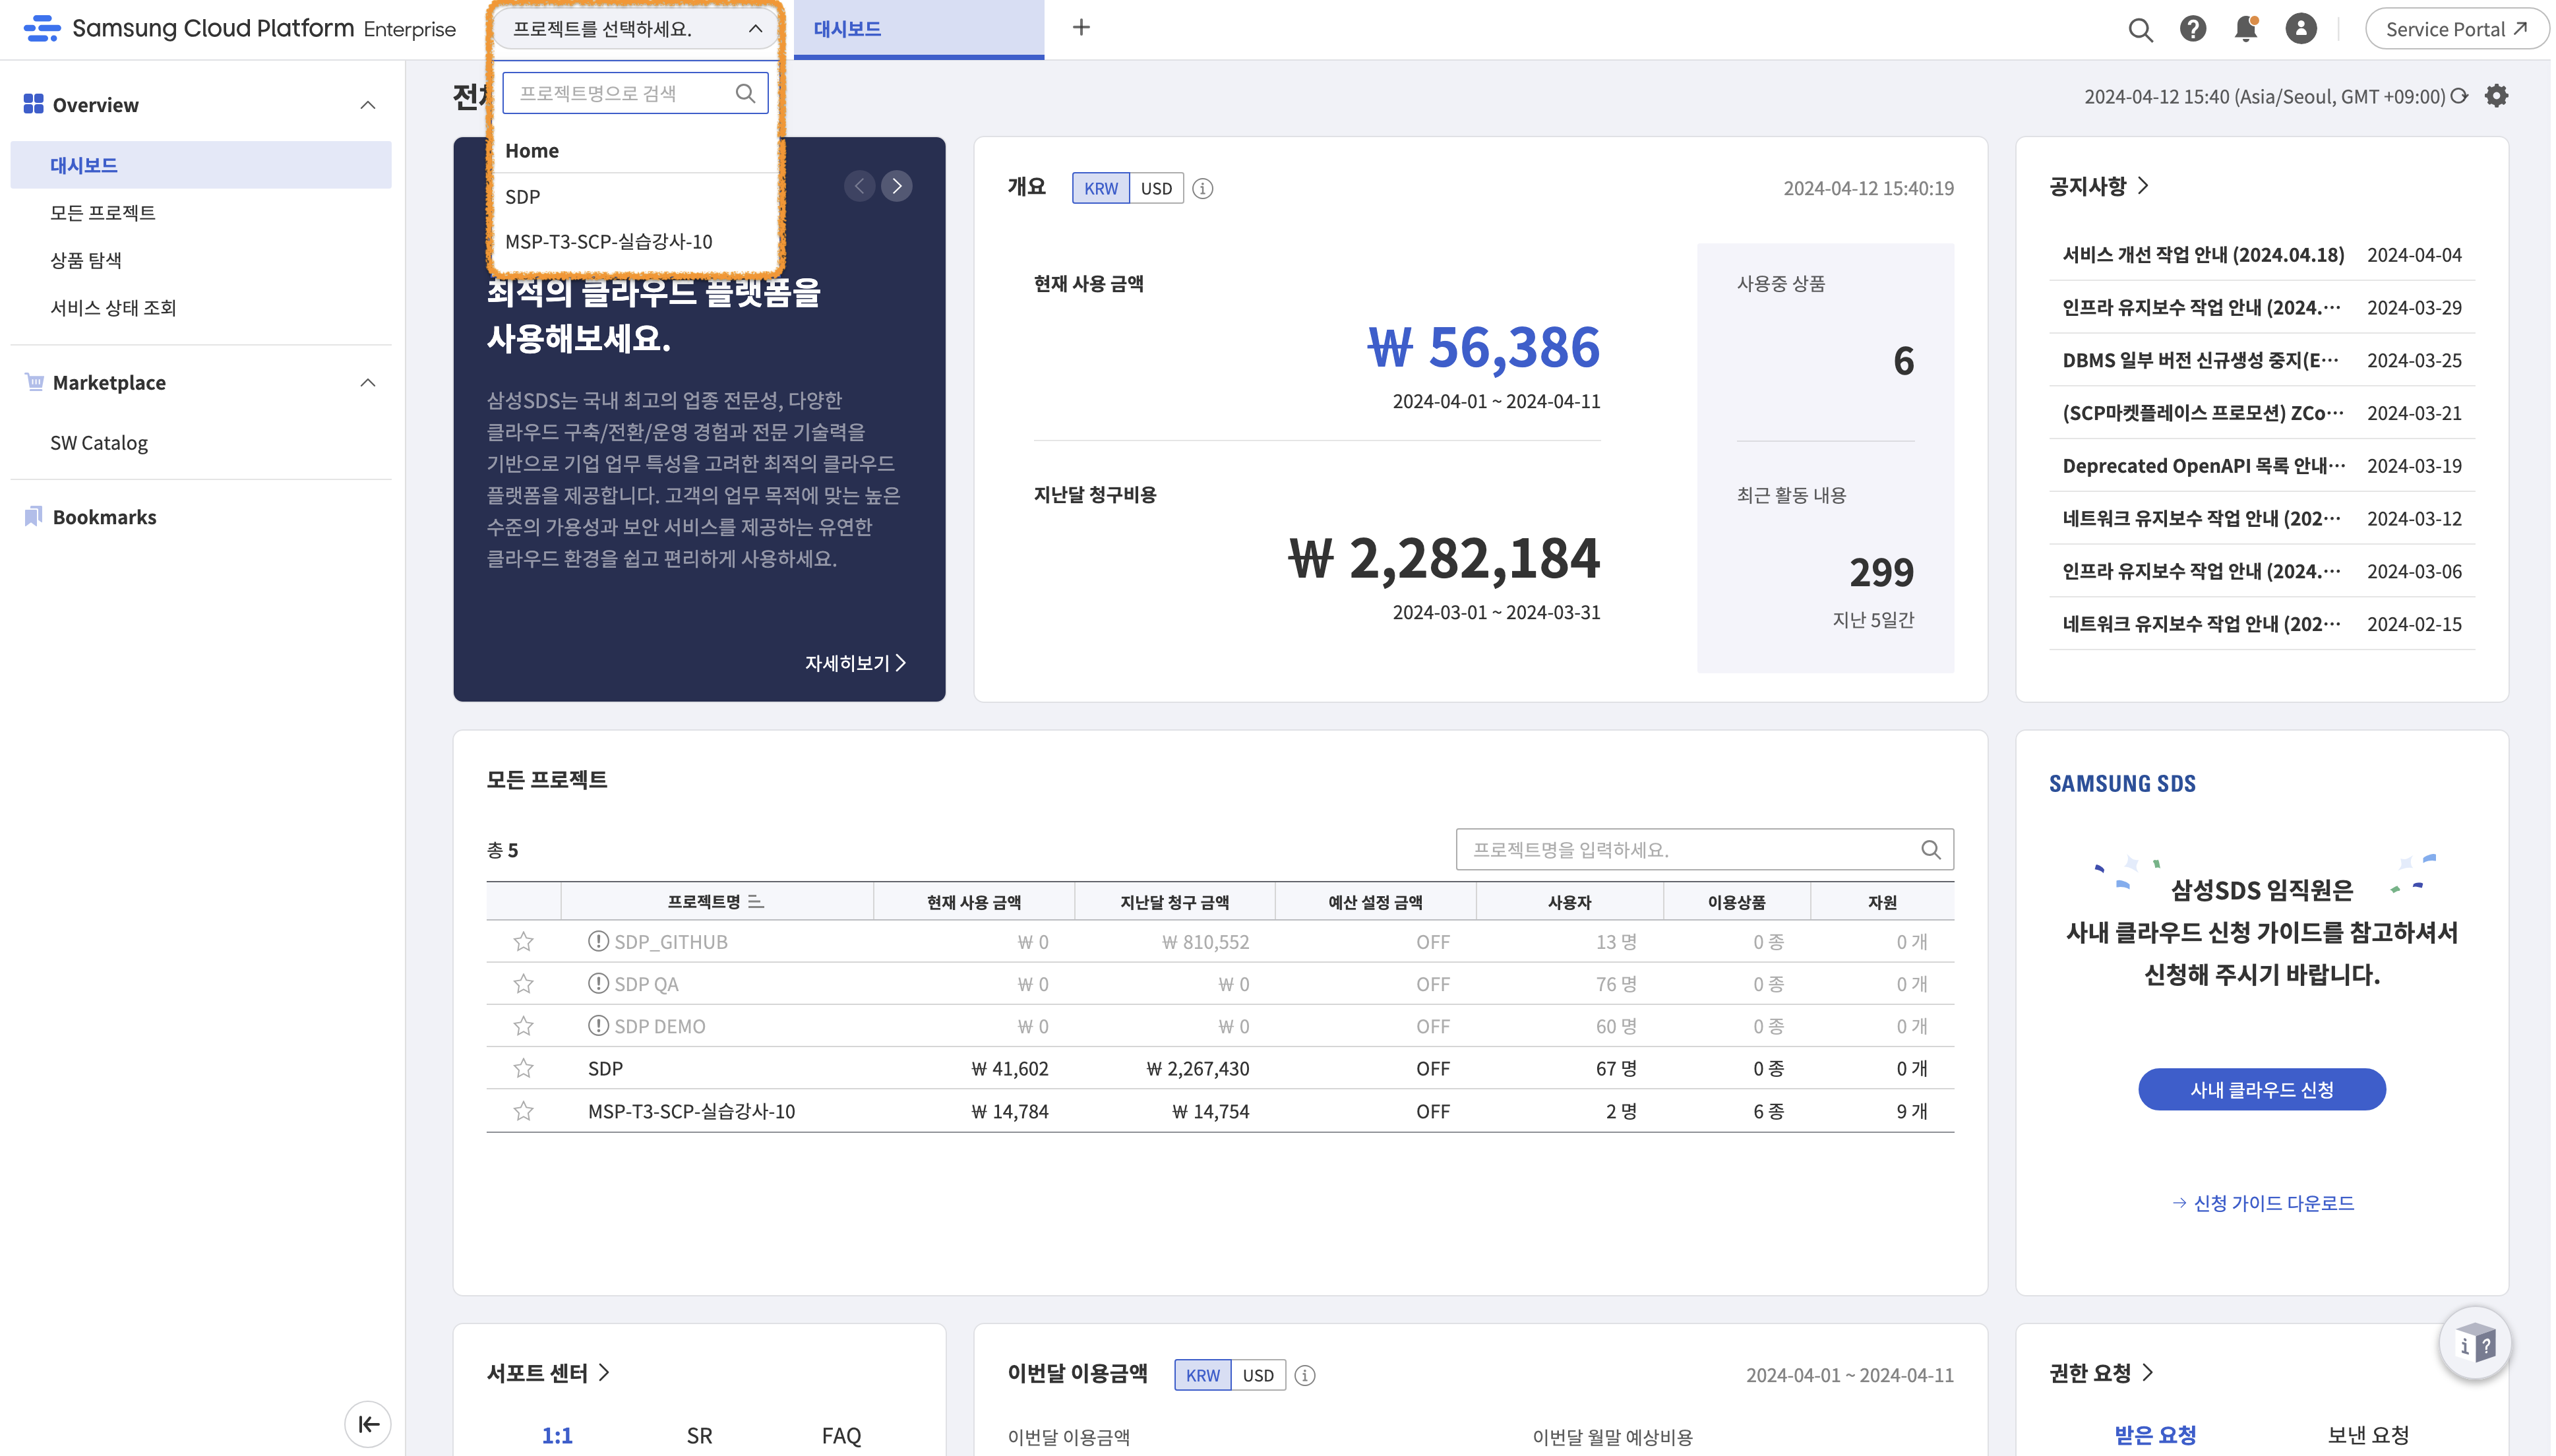 Samsung Cloud Platform Enterprise
프로젝트를 선택하세요.
대시보드
Service Portal
프로젝트명으로 검색
Home
SDP
MSP-T3-SCP-실습강사-10
Overview
대시보드
모든 프로젝트
상품 탐색
서비스 상태 조회
Marketplace
SW Catalog
Bookmarks
2024-04-12 15:40 (Asia/Seoul, GMT +09:00)
최적의 클라우드 플랫폼을
사용해보세요.
삼성SDS는 국내 최고의 업종 전문성, 다양한
클라우드 구축/전환/운영 경험과 전문 기술력을
기반으로 기업 업무 특성을 고려한 최적의 클라우드
플랫폼을 제공합니다. 고객의 업무 목적에 맞는 높은
수준의 가용성과 보안 서비스를 제공하는 유연한
클라우드 환경을 쉽고 편리하게 사용하세요.
자세히보기
개요 KRW USD 2024-04-12 15:40:19
현재 사용 금액
₩ 56,386
2024-04-01 ~ 2024-04-11
지난달 청구비용
₩ 2,282,184
2024-03-01 ~ 2024-03-31
사용중 상품
6
최근 활동 내용
299
지난 5일간
공지사항
서비스 개선 작업 안내 (2024.04.18) 2024-04-04
인프라 유지보수 작업 안내 (2024.… 2024-03-29
DBMS 일부 버전 신규생성 중지(E… 2024-03-25
(SCP마켓플레이스 프로모션) ZCo… 2024-03-21
Deprecated OpenAPI 목록 안내… 2024-03-19
네트워크 유지보수 작업 안내 (202… 2024-03-12
인프라 유지보수 작업 안내 (2024.… 2024-03-06
네트워크 유지보수 작업 안내 (202… 2024-02-15
모든 프로젝트
총 5
프로젝트명을 입력하세요.
프로젝트명 현재 사용 금액 지난달 청구 금액 예산 설정 금액 사용자 이용상품 자원
SDP_GITHUB ₩ 0 ₩ 810,552 OFF 13 명 0 종 0 개
SDP QA ₩ 0 ₩ 0 OFF 76 명 0 종 0 개
SDP DEMO ₩ 0 ₩ 0 OFF 60 명 0 종 0 개
SDP ₩ 41,602 ₩ 2,267,430 OFF 67 명 0 종 0 개
MSP-T3-SCP-실습강사-10 ₩ 14,784 ₩ 14,754 OFF 2 명 6 종 9 개
SAMSUNG SDS
삼성SDS 임직원은
사내 클라우드 신청 가이드를 참고하셔서
신청해 주시기 바랍니다.
사내 클라우드 신청
→ 신청 가이드 다운로드
서포트 센터
1:1 SR FAQ
이번달 이용금액 KRW USD 2024-04-01 ~ 2024-04-11
이번달 이용금액 이번달 월말 예상비용
권한 요청
받은 요청 보낸 요청